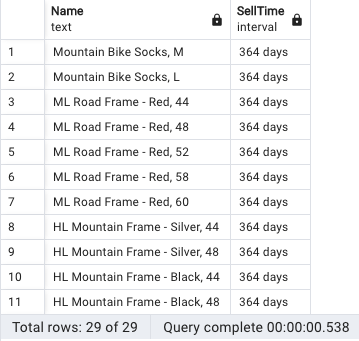 Name SellTime
text interval
1 Mountain Bike Socks, M 364 days
2 Mountain Bike Socks, L 364 days
3 ML Road Frame - Red, 44 364 days
4 ML Road Frame - Red, 48 364 days
5 ML Road Frame - Red, 52 364 days
6 ML Road Frame - Red, 58 364 days
7 ML Road Frame - Red, 60 364 days
8 HL Mountain Frame - Silver, 44 364 days
9 HL Mountain Frame - Silver, 48 364 days
10 HL Mountain Frame - Black, 44 364 days
11 HL Mountain Frame - Black, 48 364 days
Total rows: 29 of 29 Query complete 00:00:00.538